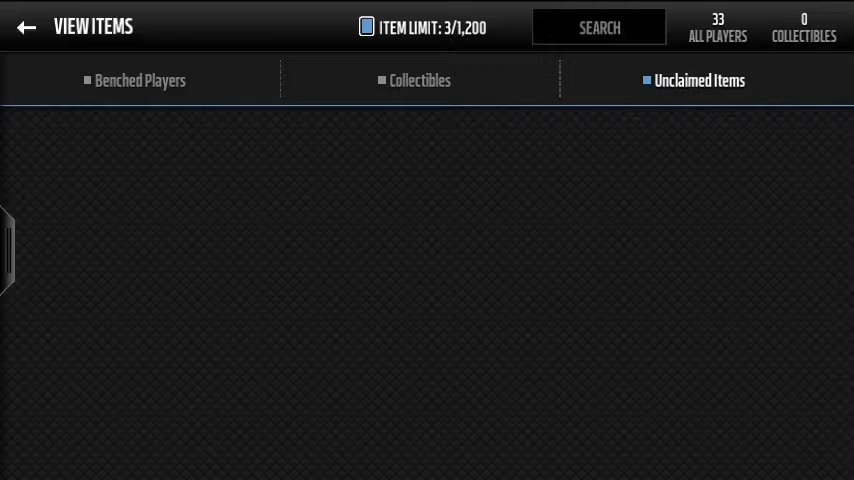 VIEW ITEMS
ITEM LIMIT: 3/1,200
SEARCH
33
ALL PLAYERS
0
COLLECTIBLES
Benched Players
Collectibles
Unclaimed Items